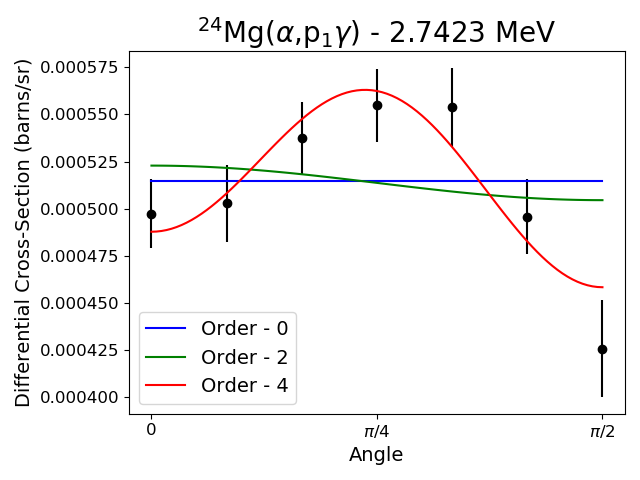 ²⁴Mg(α,p₁γ) - 2.7423 MeV
Differential Cross-Section (barns/sr)
0.000575
0.000550
0.000525
0.000500
0.000475
0.000450
0.000425
0.000400
Order - 0
Order - 2
Order - 4
0 π/4 π/2
Angle